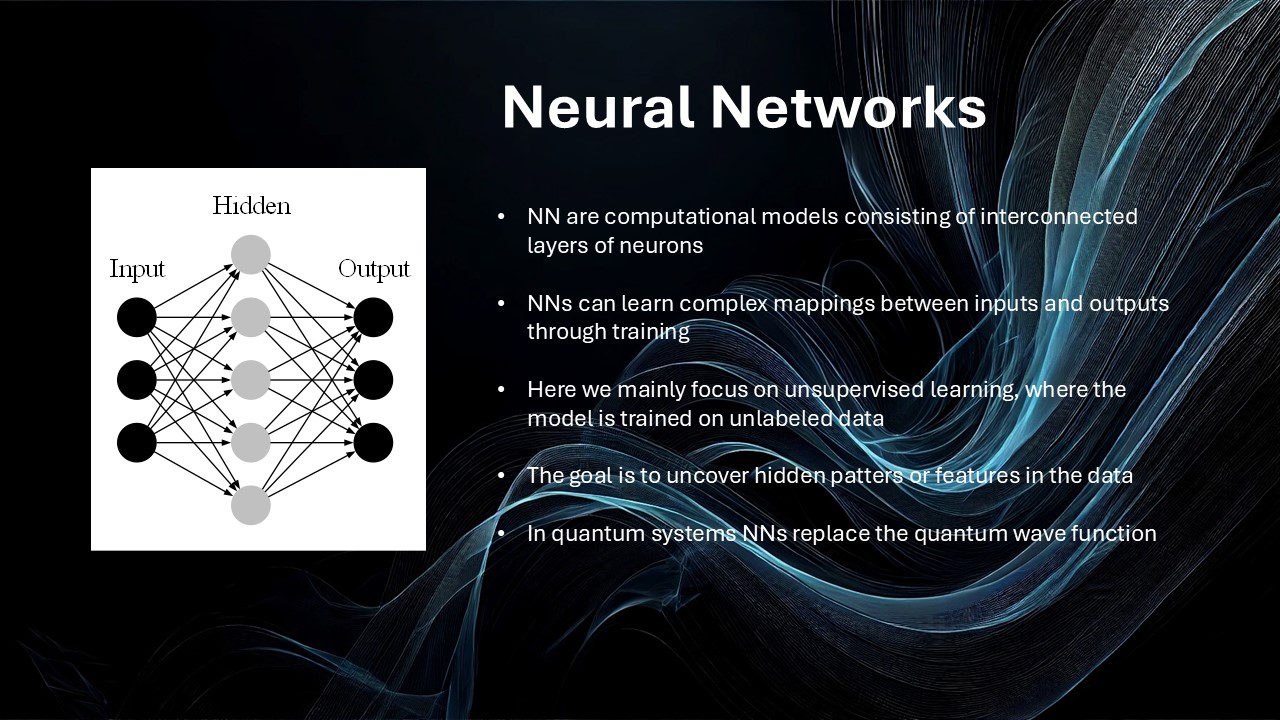 Neural Networks
Hidden
Input
Output
• NN are computational models consisting of interconnected
layers of neurons
• NNs can learn complex mappings between inputs and outputs
through training
• Here we mainly focus on unsupervised learning, where the
model is trained on unlabeled data
• The goal is to uncover hidden patters or features in the data
• In quantum systems NNs replace the quantum wave function